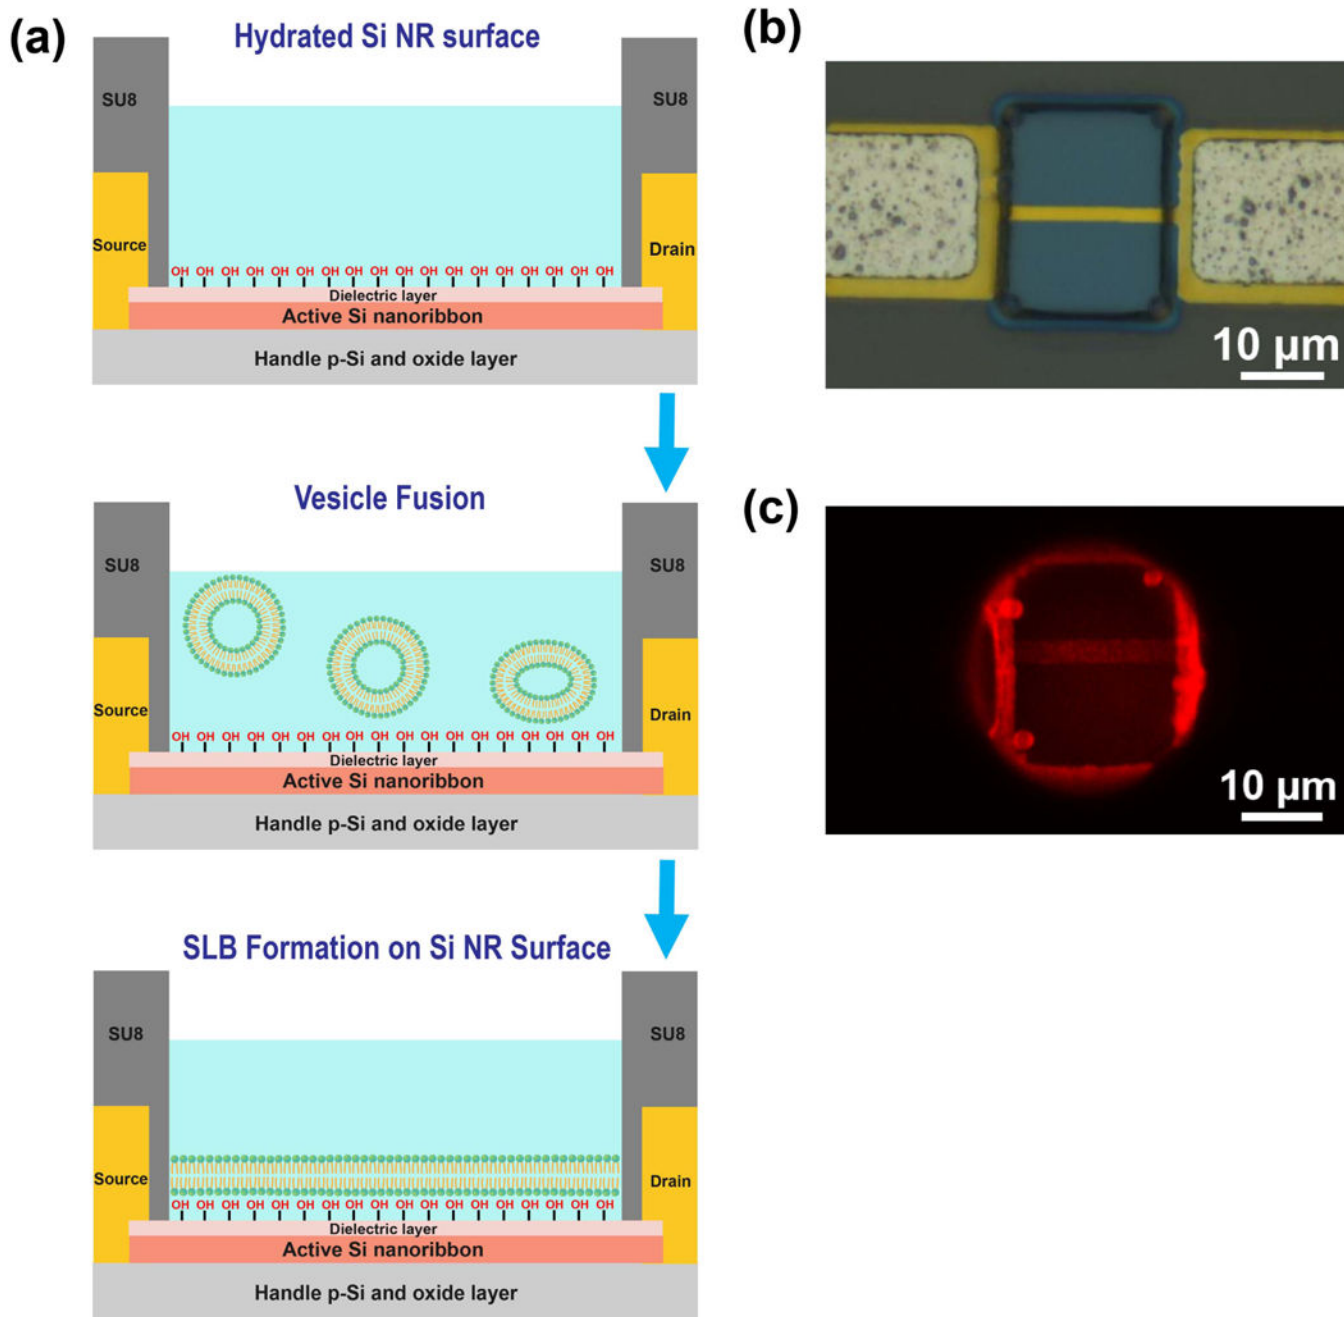 (a)
Hydrated Si NR surface
SU8
SU8
Source
Drain
OH OH OH OH OH OH OH OH OH OH OH OH OH OH OH OH OH OH
Dielectric layer
Active Si nanoribbon
Handle p-Si and oxide layer
Vesicle Fusion
SU8
SU8
Source
Drain
OH OH OH OH OH OH OH OH OH OH OH OH OH OH OH OH OH OH
Dielectric layer
Active Si nanoribbon
Handle p-Si and oxide layer
SLB Formation on Si NR Surface
SU8
SU8
Source
Drain
OH OH OH OH OH OH OH OH OH OH OH OH OH OH OH OH OH OH
Dielectric layer
Active Si nanoribbon
Handle p-Si and oxide layer
(b)
10 µm
(c)
10 µm